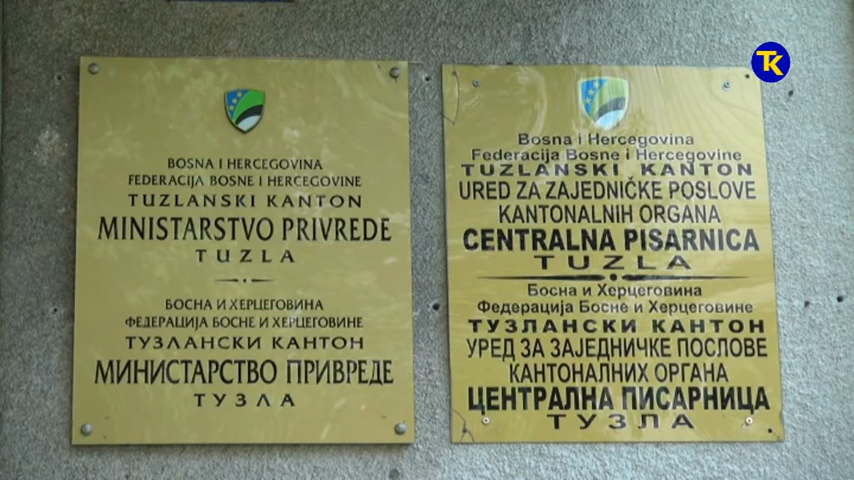 BOSNA I HERCEGOVINA
FEDERACIJA BOSNE I HERCEGOVINE
TUZLANSKI KANTON
MINISTARSTVO PRIVREDE
TUZLA
БОСНА И ХЕРЦЕГОВИНА
ФЕДЕРАЦИЈА БОСНЕ И ХЕРЦЕГОВИНЕ
ТУЗЛАНСКИ КАНТОН
МИНИСТАРСТВО ПРИВРЕДЕ
ТУЗЛА
Bosna i Hercegovina
Federacija Bosne i Hercegovine
TUZLANSKI KANTON
URED ZA ZAJEDNIČKE POSLOVE
KANTONALNIH ORGANA
CENTRALNA PISARNICA
TUZLA
Босна и Херцеговина
Федерација Босне и Херцеговине
ТУЗЛАНСКИ КАНТОН
УРЕД ЗА ЗАЈЕДНИЧКЕ ПОСЛОВЕ
КАНТОНАЛНИХ ОРГАНА
ЦЕНТРАЛНА ПИСАРНИЦА
ТУЗЛА
TK